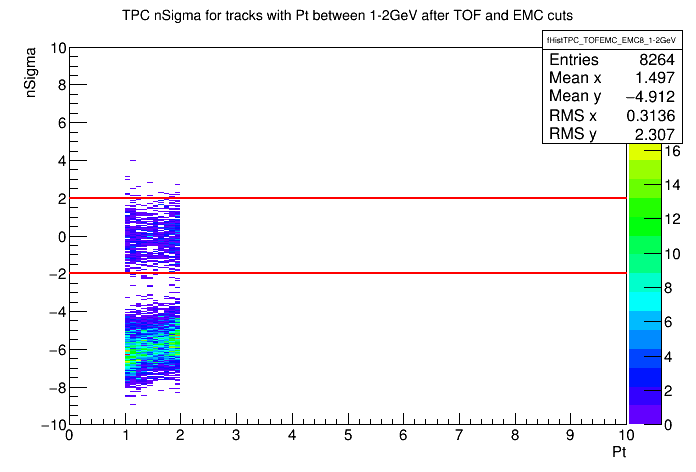 TPC nSigma for tracks with Pt between 1-2GeV after TOF and EMC cuts
fHistTPC_TOFEMC_EMC8_1-2GeV
Entries 8264
Mean x 1.497
Mean y −4.912
RMS x 0.3136
RMS y 2.307
nSigma
10
8
6
4
2
0
−2
−4
−6
−8
−10
0 1 2 3 4 5 6 7 8 9 10
Pt
16
14
12
10
8
6
4
2
0